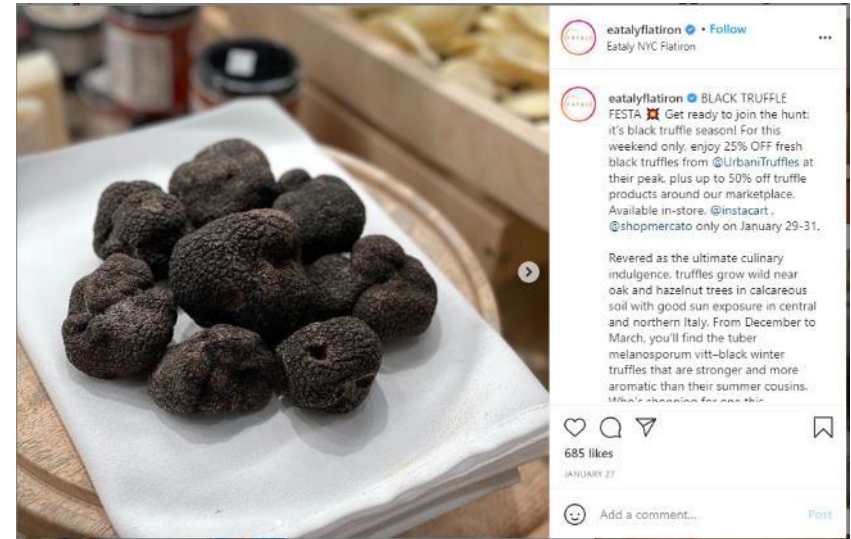 eatalyflatiron • Follow
Eataly NYC Flatiron
eatalyflatiron BLACK TRUFFLE
FESTA 💥 Get ready to join the hunt:
it's black truffle season! For this
weekend only, enjoy 25% OFF fresh
black truffles from @UrbaniTruffles at
their peak, plus up to 50% off truffle
products around our marketplace.
Available in-store, @instacart ,
@shopmercato only on January 29-31.
Revered as the ultimate culinary
indulgence, truffles grow wild near
oak and hazelnut trees in calcareous
soil with good sun exposure in central
and northern Italy. From December to
March, you'll find the tuber
melanosporum vitt–black winter
truffles that are stronger and more
aromatic than their summer cousins.
Who's shopping for one this
685 likes
JANUARY 27
Add a comment...
Post